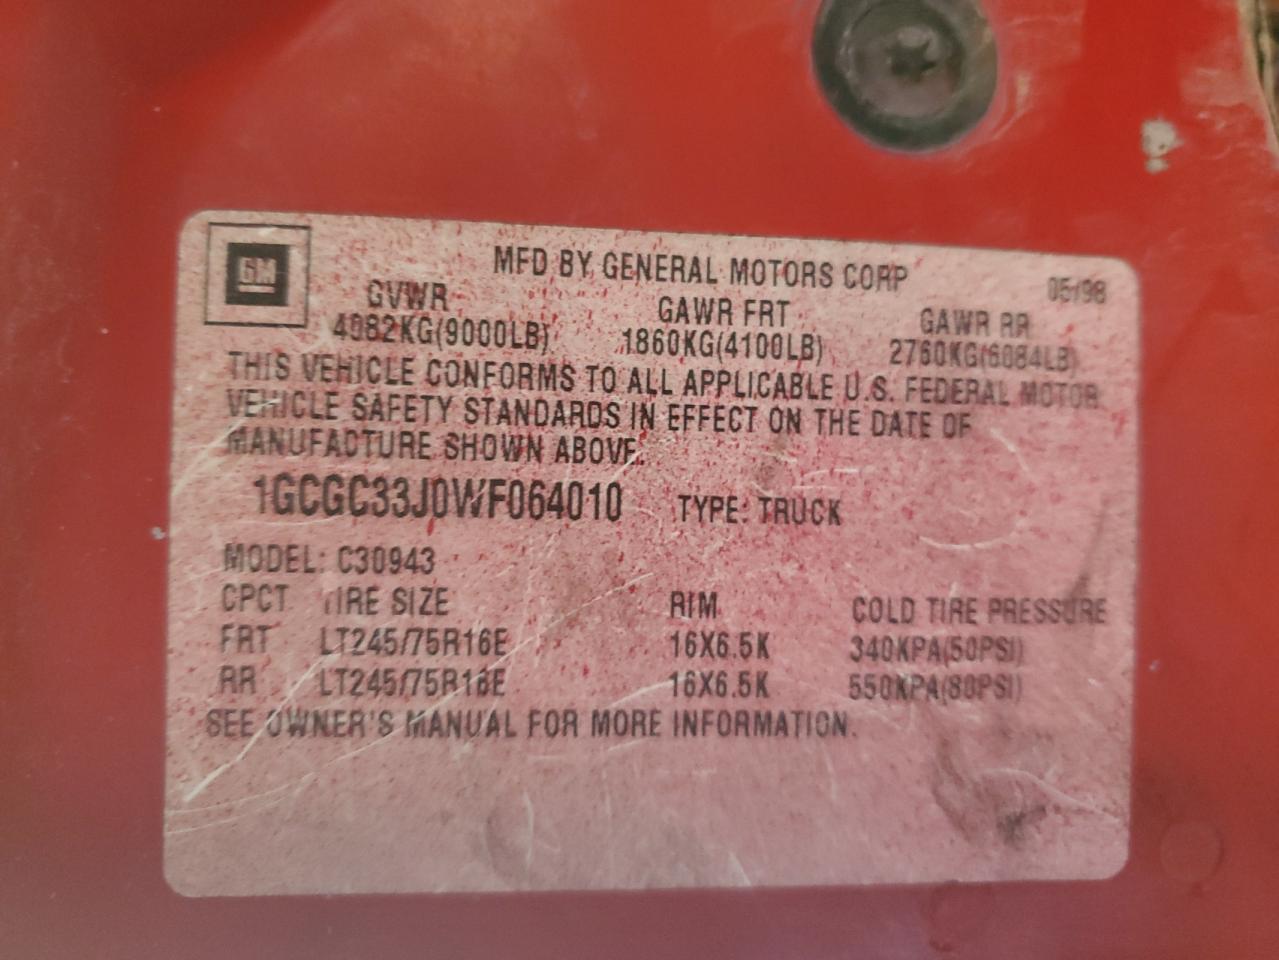 GM
MFD BY GENERAL MOTORS CORP
05/98
GVWR GAWR FRT GAWR RR
4082KG(9000LB) 1860KG(4100LB) 2760KG(6084LB)
THIS VEHICLE CONFORMS TO ALL APPLICABLE U.S. FEDERAL MOTOR
VEHICLE SAFETY STANDARDS IN EFFECT ON THE DATE OF
MANUFACTURE SHOWN ABOVE.
1GCGC33J0WF064010 TYPE: TRUCK
MODEL: C30943
CPCT TIRE SIZE RIM COLD TIRE PRESSURE
FRT LT245/75R16E 16X6.5K 340KPA(50PSI)
RR LT245/75R16E 16X6.5K 550KPA(80PSI)
SEE OWNER'S MANUAL FOR MORE INFORMATION.